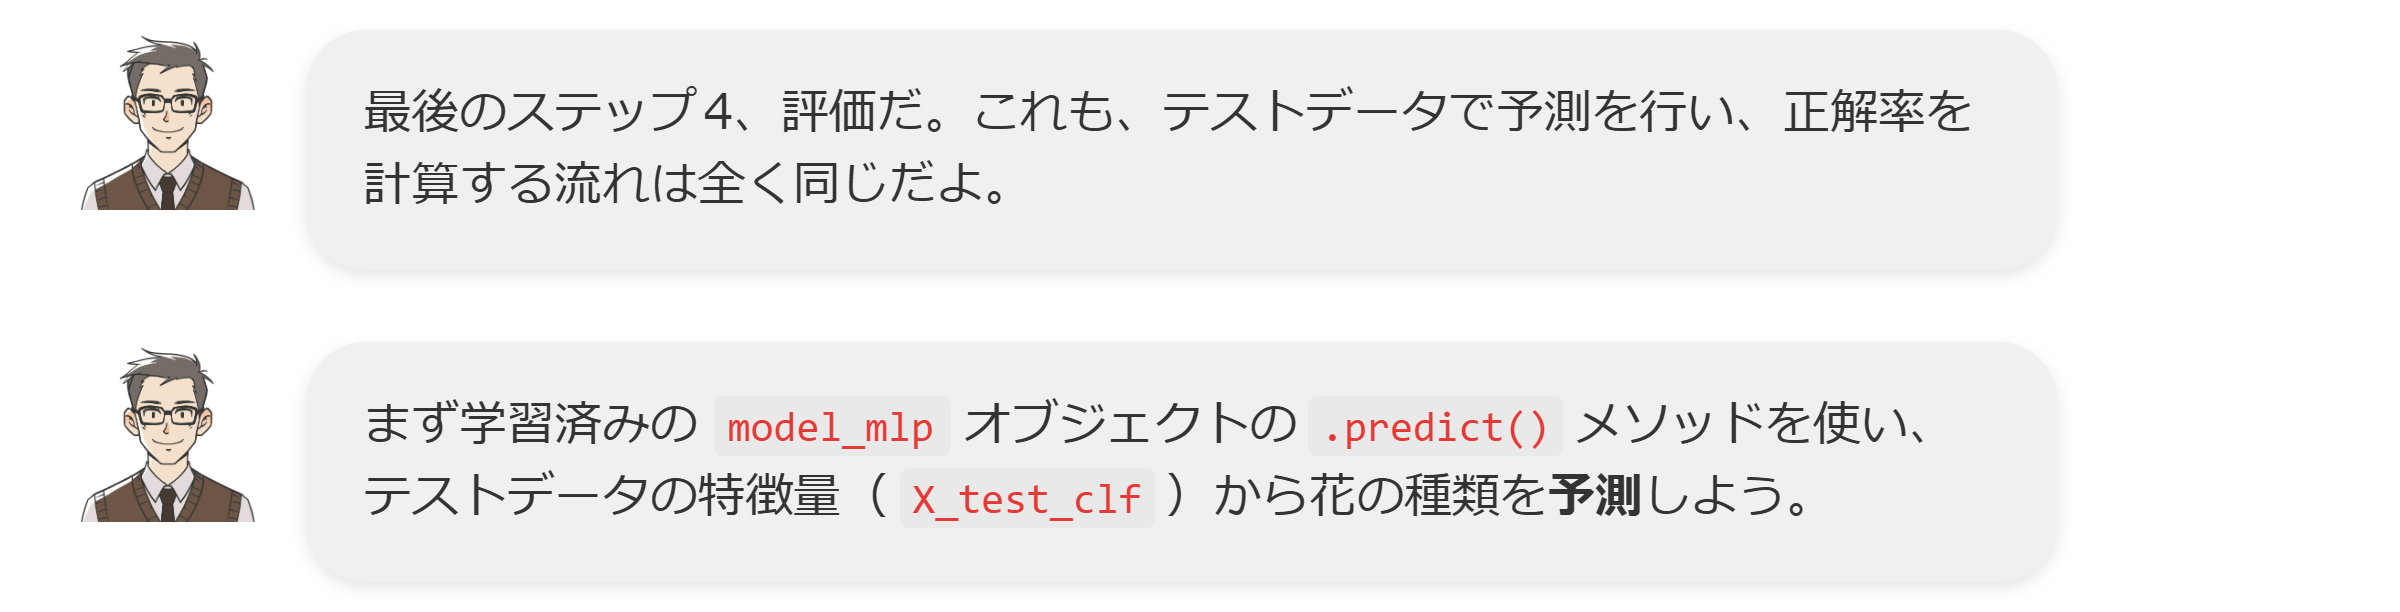 最後のステップ4、評価だ。これも、テストデータで予測を行い、正解率を
計算する流れは全く同じだよ。
まず学習済みの model_mlp オブジェクトの .predict() メソッドを使い、
テストデータの特徴量（ X_test_clf ）から花の種類を予測しよう。